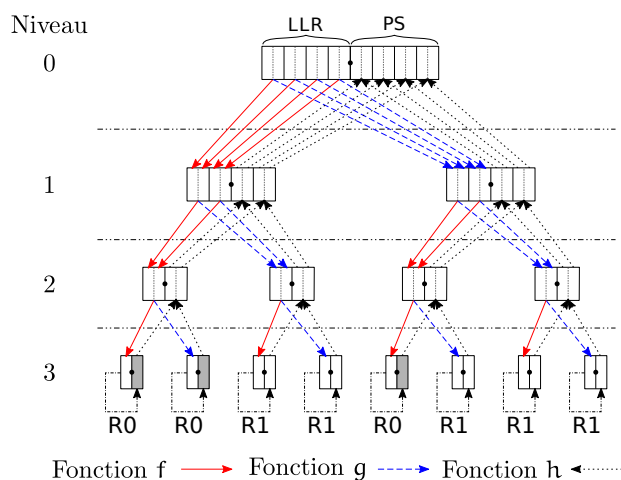 Niveau
LLR PS
0
1
2
3
R0 R0 R1 R1 R0 R1 R1 R1
Fonction f Fonction g Fonction h